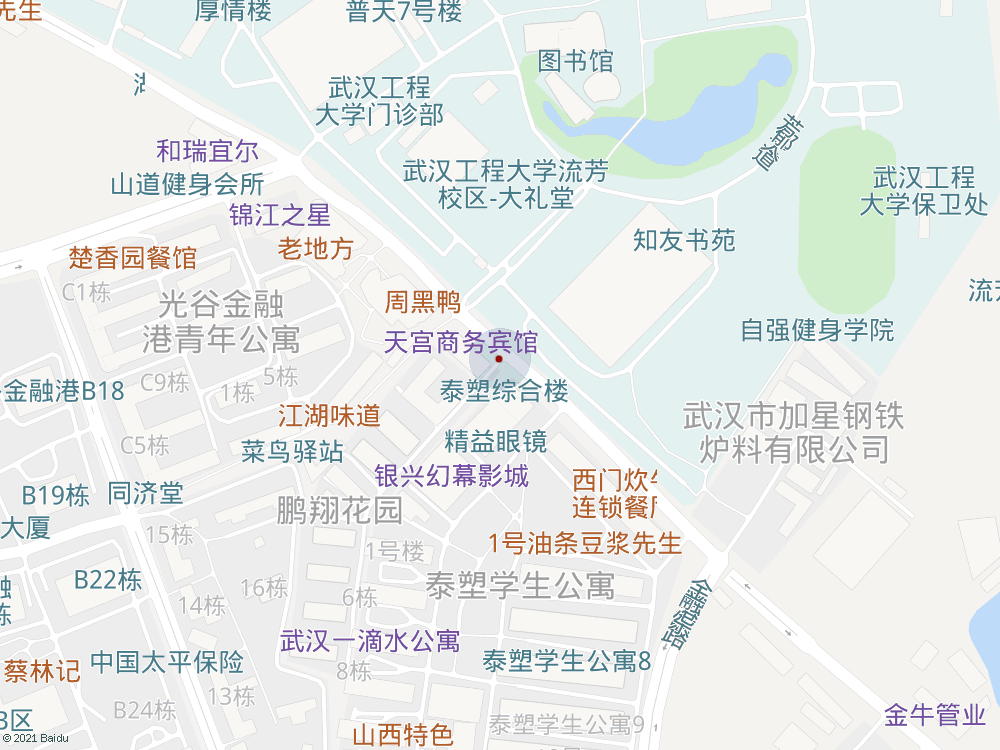 先生
厚情楼
普天7号楼
图书馆
武汉工程
大学门诊部
茗郁道
和瑞宜尔
山道健身会所
武汉工程大学流芳
校区-大礼堂
武汉工程
大学保卫处
锦江之星
老地方
知友书苑
楚香园餐馆
C1栋
光谷金融
港青年公寓
周黑鸭
自强健身学院
天宫商务宾馆
金融港B18
C9栋
1栋
5栋
泰塑综合楼
江湖味道
武汉市加星钢铁
炉料有限公司
C5栋
菜鸟驿站
精益眼镜
银兴幻幕影城
西门炊
连锁餐
B19栋
同济堂
鹏翔花园
大厦
15栋
1号楼
1号油条豆浆先生
B22栋
16栋
6栋
泰塑学生公寓
14栋
金融港路
武汉一滴水公寓
中国太平保险
蔡林记
8栋
泰塑学生公寓8
13栋
B24栋
B区
泰塑学生公寓9
山西特色
金牛管业
© 2021 Baidu